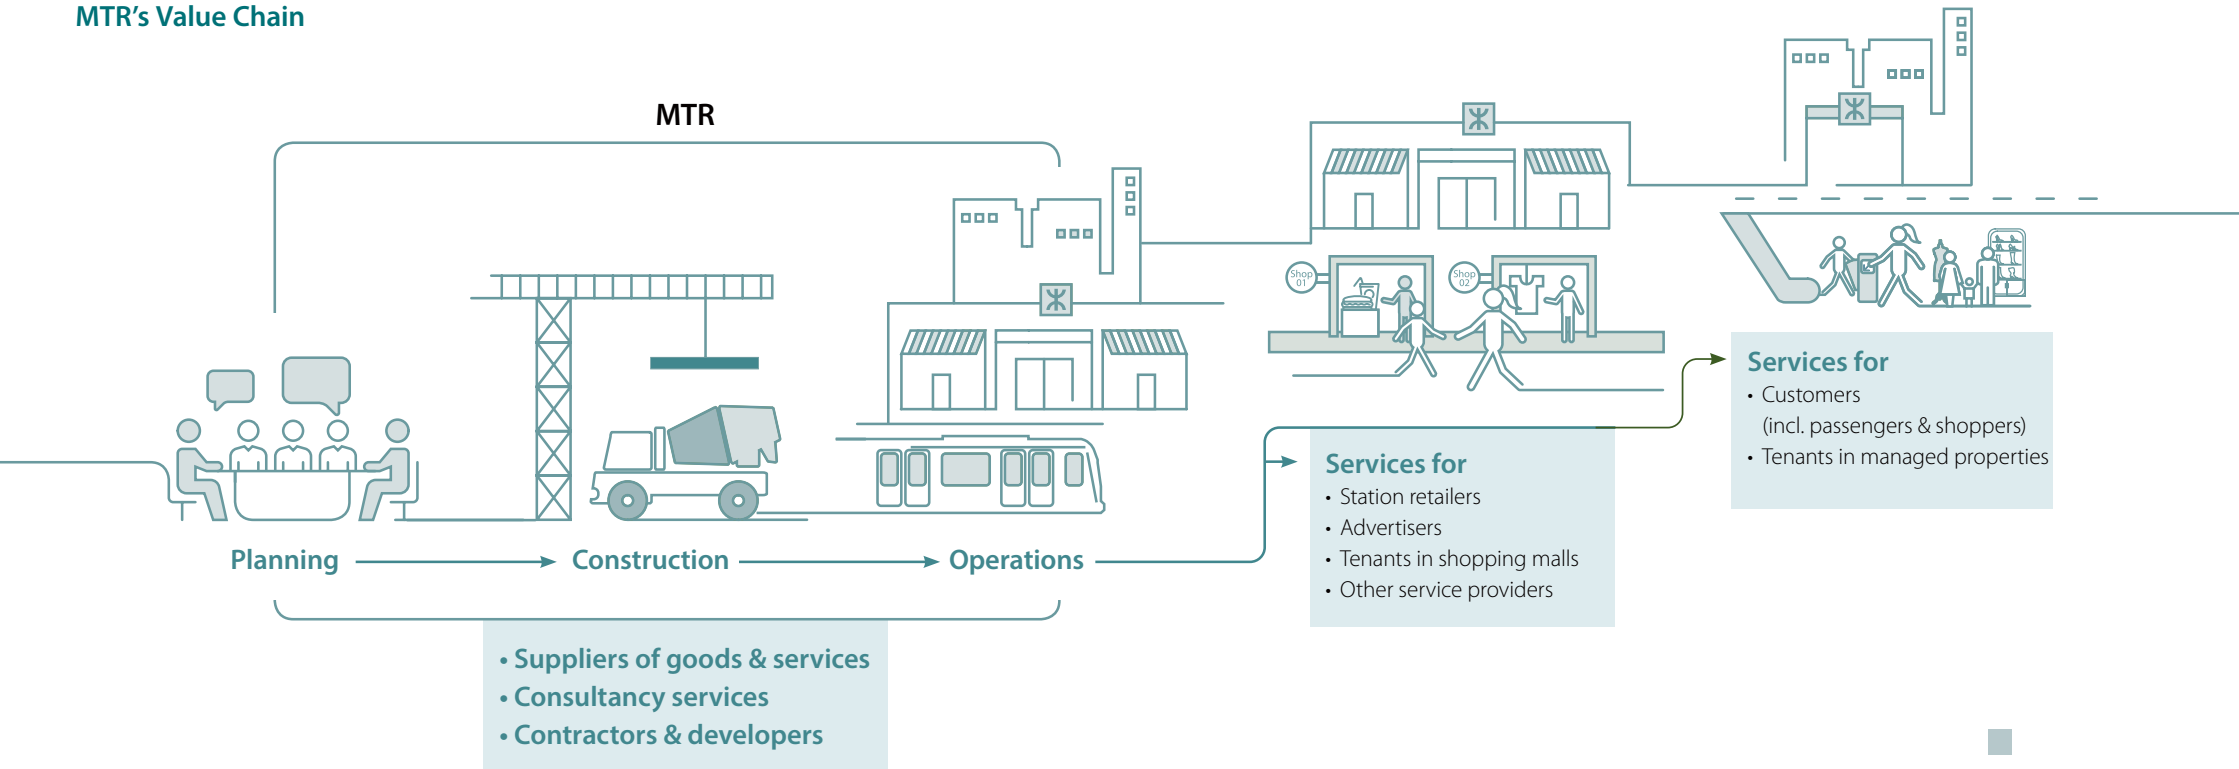 MTR’s Value Chain
MTR
Shop
01
Shop
02
Planning
Construction
Operations
• Suppliers of goods & services
• Consultancy services
• Contractors & developers
Services for
• Station retailers
• Advertisers
• Tenants in shopping malls
• Other service providers
Services for
• Customers
(incl. passengers & shoppers)
• Tenants in managed properties